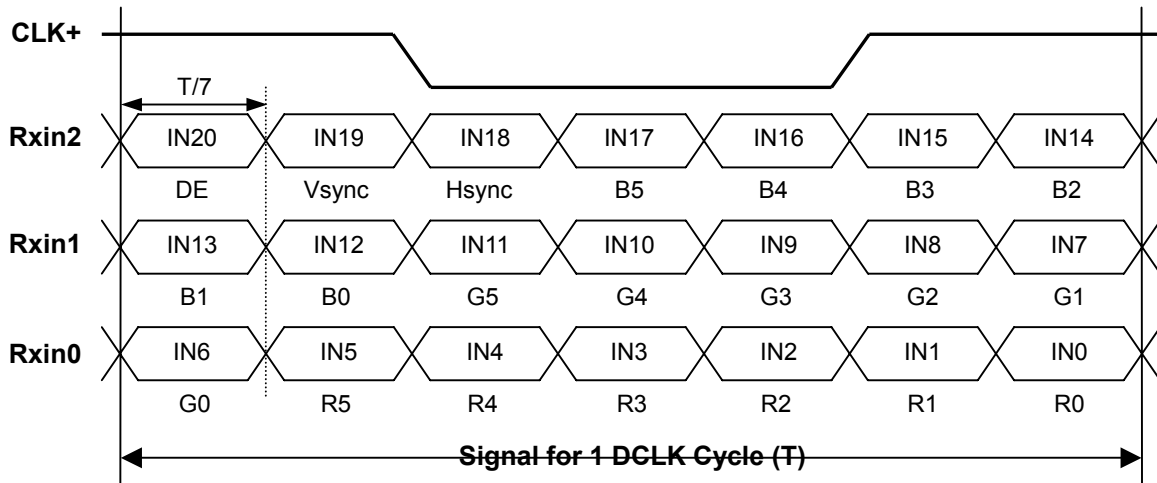 CLK+
T/7
Rxin2 IN20 IN19 IN18 IN17 IN16 IN15 IN14
DE Vsync Hsync B5 B4 B3 B2
Rxin1 IN13 IN12 IN11 IN10 IN9 IN8 IN7
B1 B0 G5 G4 G3 G2 G1
Rxin0 IN6 IN5 IN4 IN3 IN2 IN1 IN0
G0 R5 R4 R3 R2 R1 R0
Signal for 1 DCLK Cycle (T)